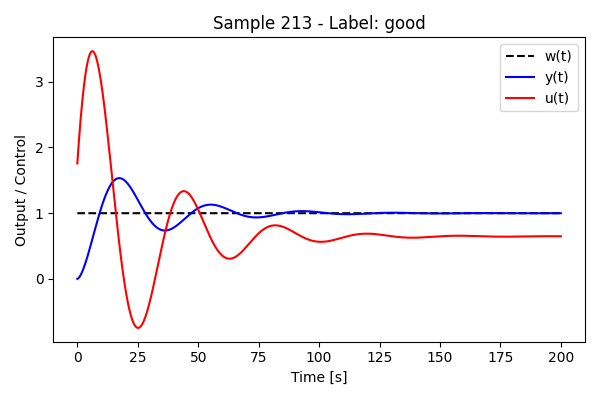 Sample 213 - Label: good
w(t)
y(t)
u(t)
Output / Control
3
2
1
0
0 25 50 75 100 125 150 175 200
Time [s]